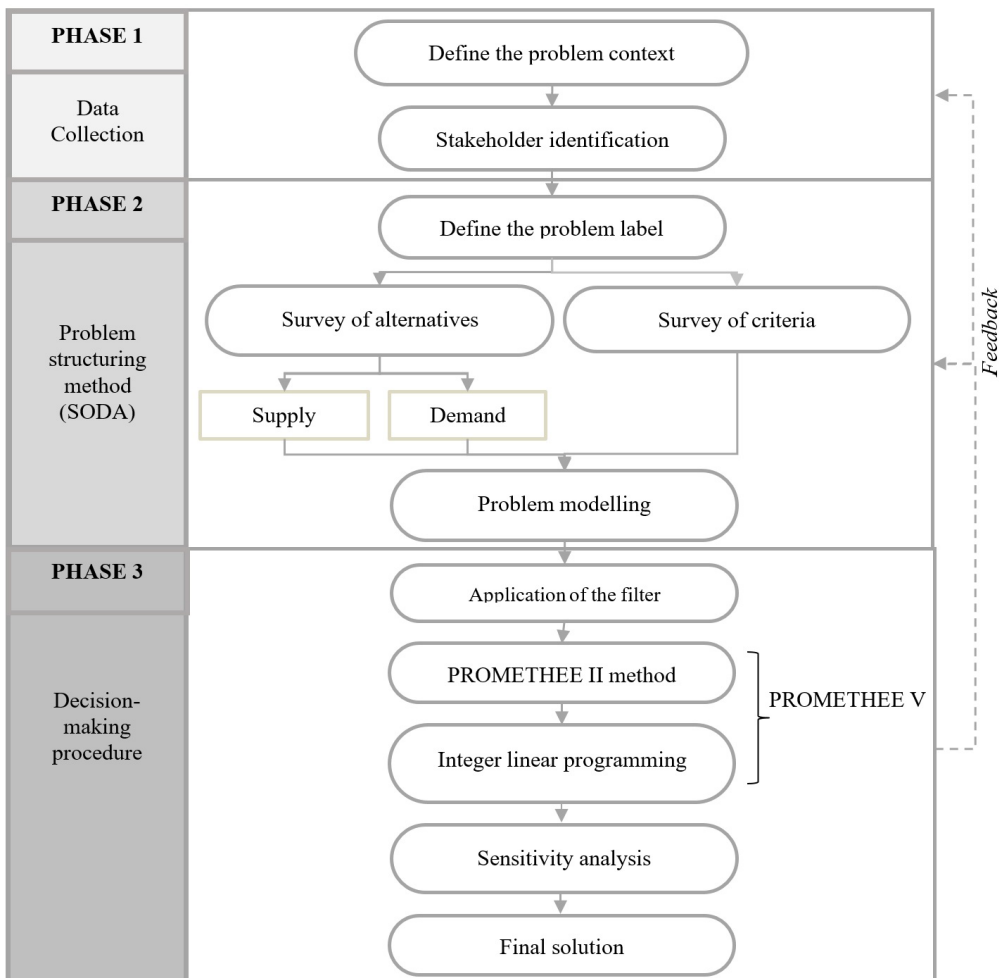 PHASE 1
Data
Collection
Define the problem context
Stakeholder identification
PHASE 2
Problem
structuring
method
(SODA)
Define the problem label
Survey of alternatives
Survey of criteria
Supply
Demand
Problem modelling
PHASE 3
Decision-
making
procedure
Application of the filter
PROMETHEE II method
Integer linear programming
PROMETHEE V
Sensitivity analysis
Final solution
Feedback